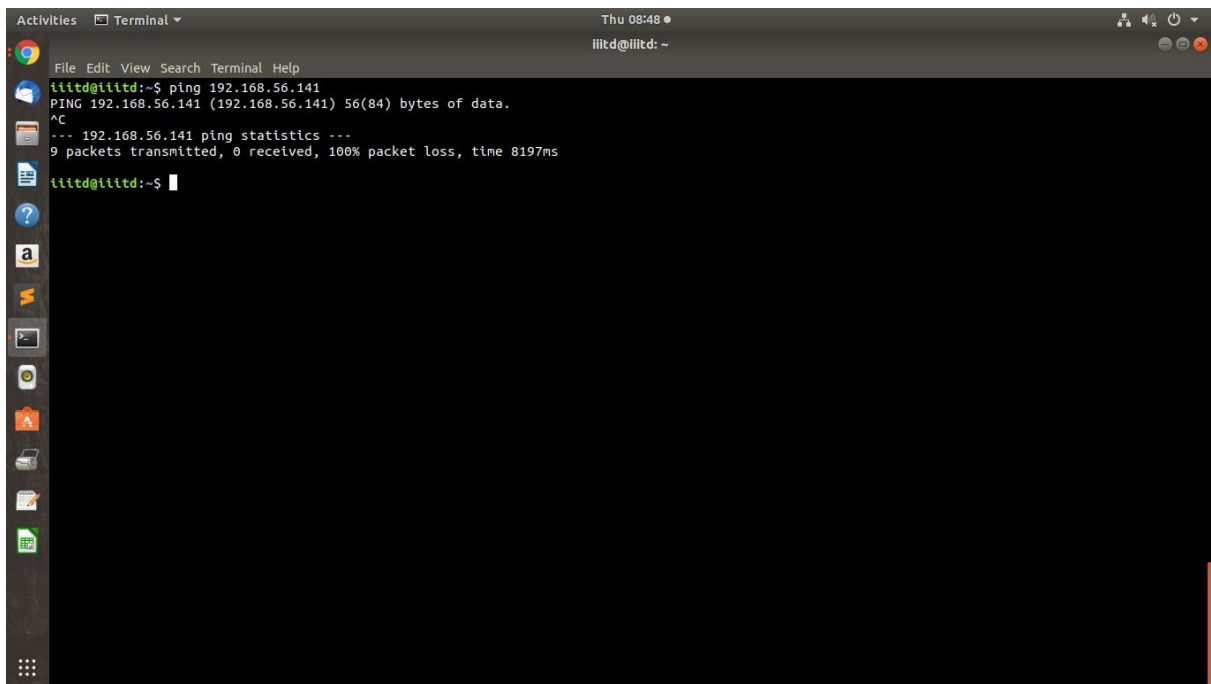 Activities Terminal Thu 08:48
iiitd@iiitd: ~
File Edit View Search Terminal Help
iiitd@iiitd:~$ ping 192.168.56.141
PING 192.168.56.141 (192.168.56.141) 56(84) bytes of data.
^C
--- 192.168.56.141 ping statistics ---
9 packets transmitted, 0 received, 100% packet loss, time 8197ms
iiitd@iiitd:~$